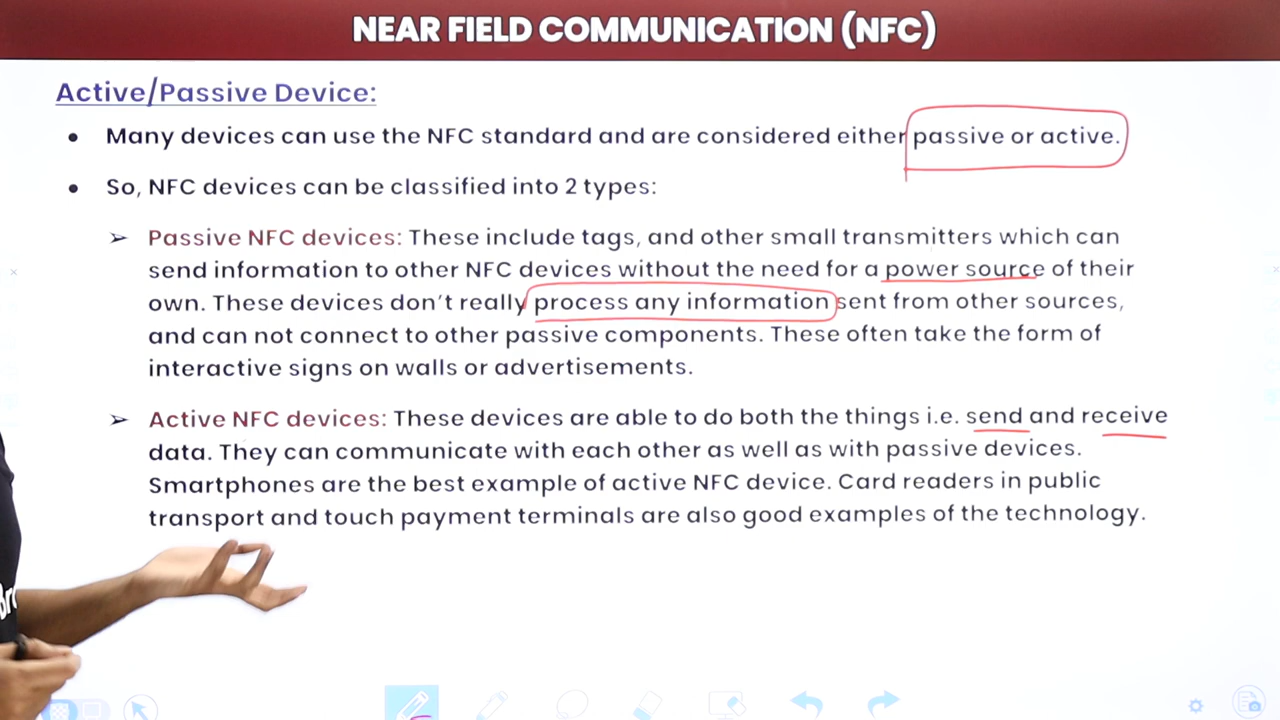 NEAR FIELD COMMUNICATION (NFC)
Active/Passive Device:
• Many devices can use the NFC standard and are considered either passive or active.
• So, NFC devices can be classified into 2 types:
➢ Passive NFC devices: These include tags, and other small transmitters which can
send information to other NFC devices without the need for a power source of their
own. These devices don't really process any information sent from other sources,
and can not connect to other passive components. These often take the form of
interactive signs on walls or advertisements.
➢ Active NFC devices: These devices are able to do both the things i.e. send and receive
data. They can communicate with each other as well as with passive devices.
Smartphones are the best example of active NFC device. Card readers in public
transport and touch payment terminals are also good examples of the technology.